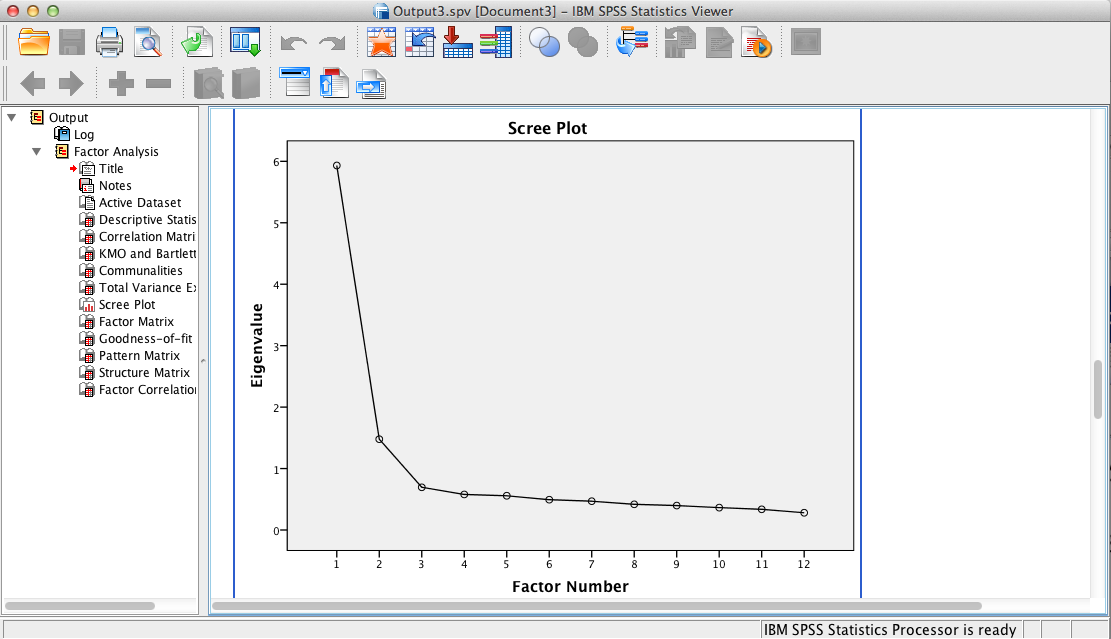 Output3.spv [Document3] – IBM SPSS Statistics Viewer
Output
Log
Factor Analysis
Title
Notes
Active Dataset
Descriptive Statis
Correlation Matri
KMO and Bartlett
Communalities
Total Variance Ex
Scree Plot
Factor Matrix
Goodness-of-fit
Pattern Matrix
Structure Matrix
Factor Correlation
Scree Plot
6
5
4
3
2
1
0
Eigenvalue
1 2 3 4 5 6 7 8 9 10 11 12
Factor Number
IBM SPSS Statistics Processor is ready